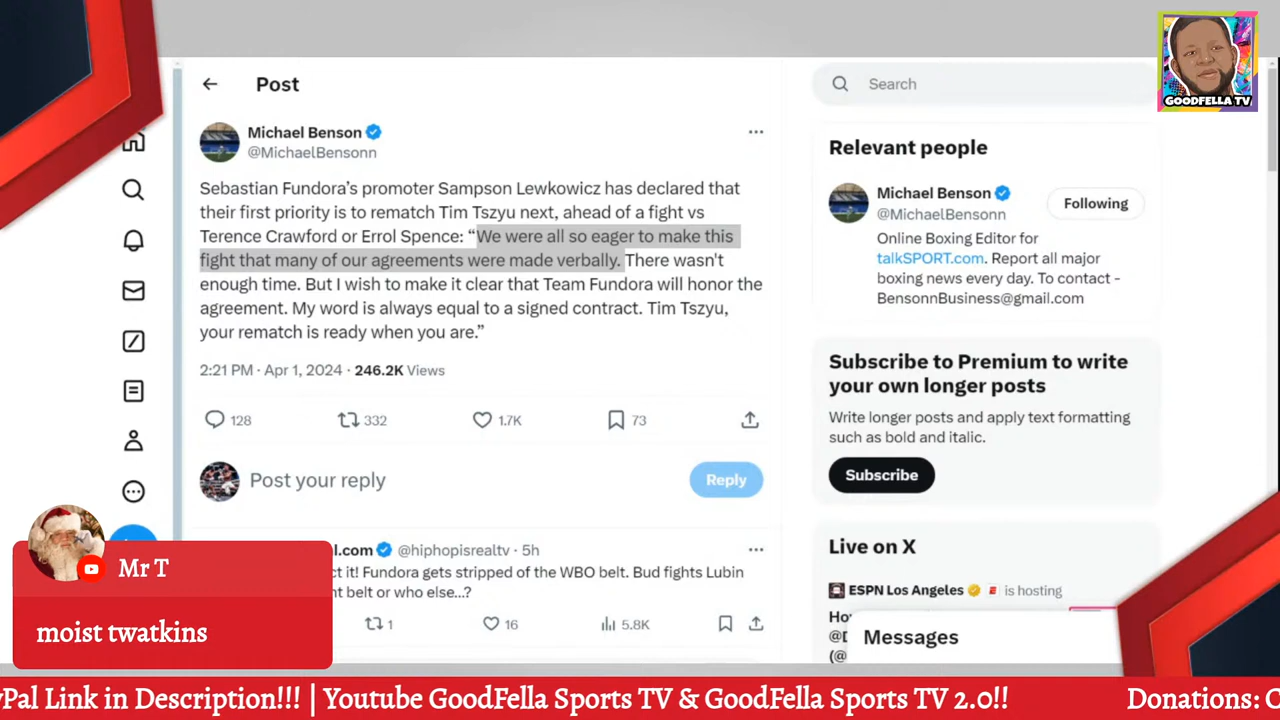 GOODFELLA TV
Post
Search
Michael Benson
@MichaelBensonn
Sebastian Fundora's promoter Sampson Lewkowicz has declared that
their first priority is to rematch Tim Tszyu next, ahead of a fight vs
Terence Crawford or Errol Spence: “We were all so eager to make this
fight that many of our agreements were made verbally. There wasn't
enough time. But I wish to make it clear that Team Fundora will honor the
agreement. My word is always equal to a signed contract. Tim Tszyu,
your rematch is ready when you are.”
2:21 PM · Apr 1, 2024 · 246.2K Views
128 332 1.7K 73
Post your reply
Reply
l.com @hiphopisrealtv · 5h
ct it! Fundora gets stripped of the WBO belt. Bud fights Lubin
nt belt or who else...?
1 16 5.8K
Relevant people
Michael Benson
@MichaelBensonn
Following
Online Boxing Editor for
talkSPORT.com. Report all major
boxing news every day. To contact -
BensonnBusiness@gmail.com
Subscribe to Premium to write
your own longer posts
Write longer posts and apply text formatting
such as bold and italic.
Subscribe
Live on X
ESPN Los Angeles is hosting
Messages
Mr T
moist twatkins
yPal Link in Description!!! | Youtube GoodFella Sports TV & GoodFella Sports TV 2.0!! Donations: C